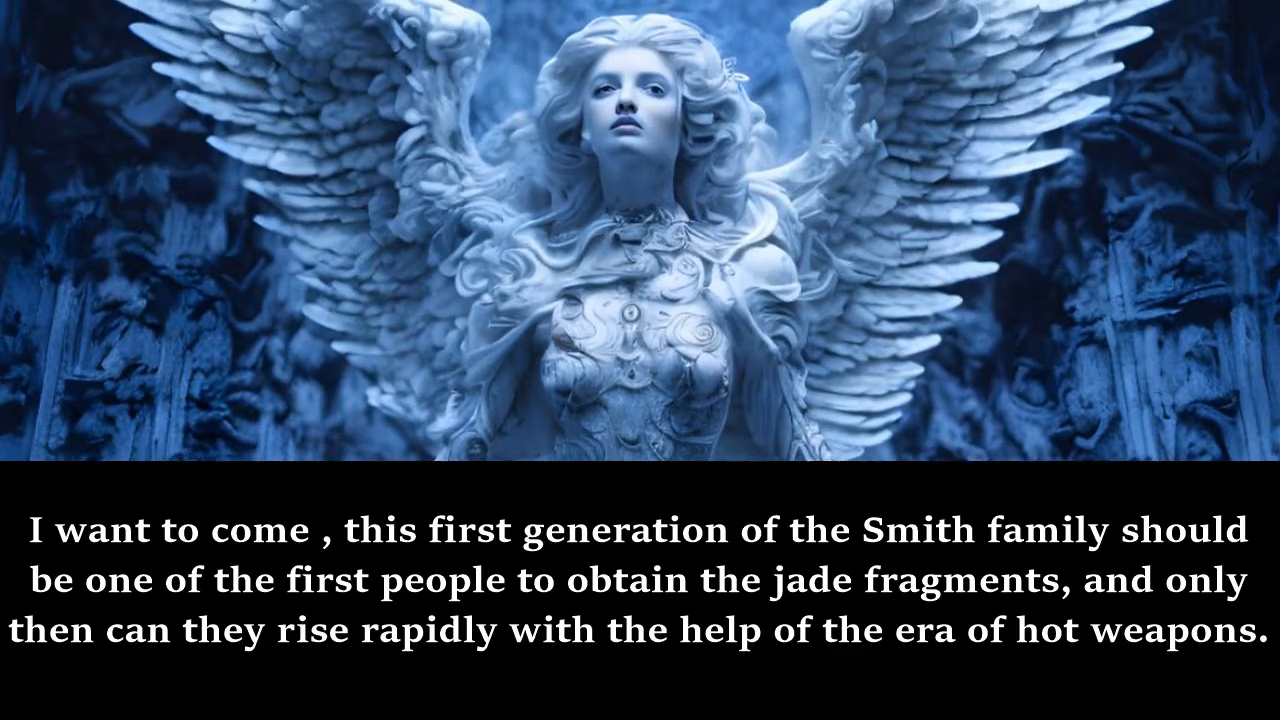 I want to come , this first generation of the Smith family should
be one of the first people to obtain the jade fragments, and only
then can they rise rapidly with the help of the era of hot weapons.